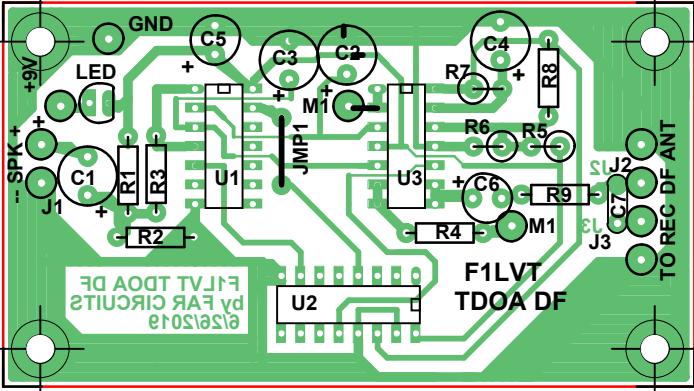 GND
+9V
LED
C5
C3
C2
C4
R7
R8
M1
+
-- SPK +
J1
C1
+
R1
R3
R2
U1
JMP1
+
+
+
+
U3
R6
R5
C6
+
R9
R4
M1
J2
J2
C7
J3
J3
TO REC DF ANT
U2
F1LVT
TDOA DF
F1LVT TDOA DF
by FAR CIRCUITS
6/26/2019